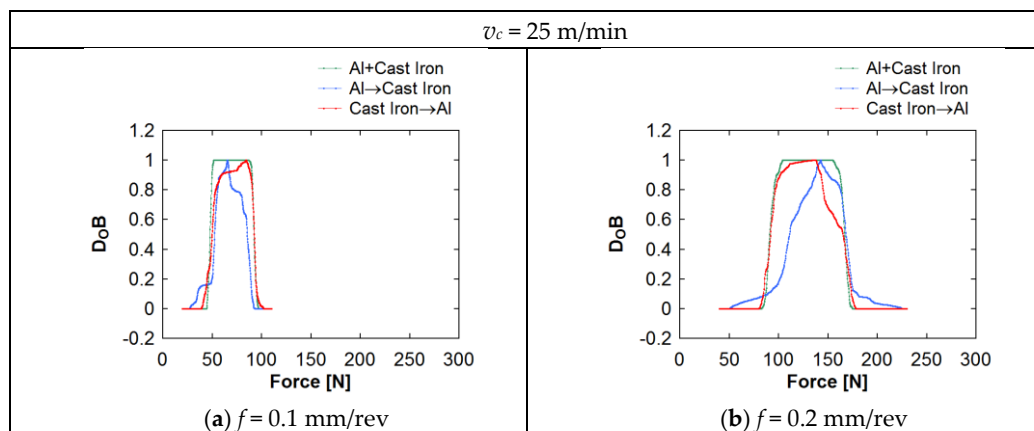 v_c = 25 m/min
Al+Cast Iron
Al→Cast Iron
Cast Iron→Al
1.2
1
0.8
0.6
0.4
0.2
0
-0.2
DOB
0 50 100 150 200 250 300
Force [N]
(a) f = 0.1 mm/rev
Al+Cast Iron
Al→Cast Iron
Cast Iron→Al
1.2
1
0.8
0.6
0.4
0.2
0
-0.2
DOB
0 50 100 150 200 250 300
Force [N]
(b) f = 0.2 mm/rev